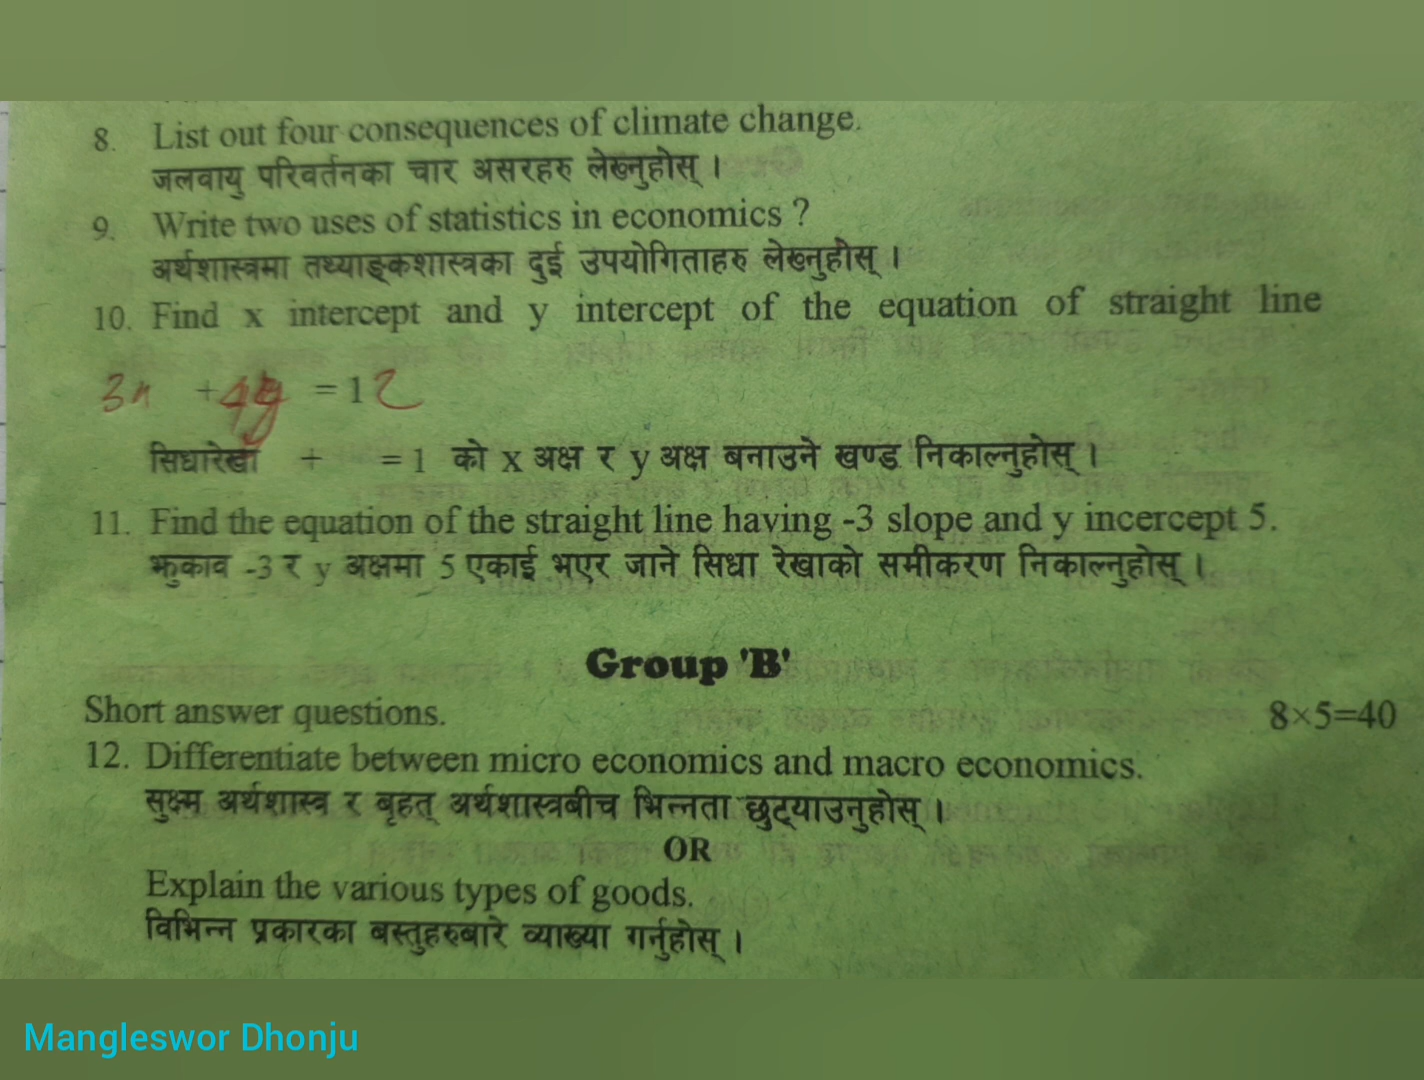 8. List out four consequences of climate change.
जलवायु परिवर्तनका चार असरहरु लेख्नुहोस् ।
9. Write two uses of statistics in economics ?
अर्थशास्त्रमा तथ्याङ्कशास्त्रका दुई उपयोगिताहरु लेख्नुहोस् ।
10. Find x intercept and y intercept of the equation of straight line
3x + 4y = 12
सिधारेखा + = 1 को x अक्ष र y अक्ष बनाउने खण्ड निकाल्नुहोस् ।
11. Find the equation of the straight line having -3 slope and y incercept 5.
झुकाव -3 र y अक्षमा 5 एकाई भएर जाने सिधा रेखाको समीकरण निकाल्नुहोस् ।
Group 'B'
Short answer questions. 8×5=40
12. Differentiate between micro economics and macro economics.
सुक्ष्म अर्थशास्त्र र बृहत् अर्थशास्त्रबीच भिन्नता छुट्याउनुहोस् ।
OR
Explain the various types of goods.
विभिन्न प्रकारका बस्तुहरुबारे व्याख्या गर्नुहोस् ।
Mangleswor Dhonju